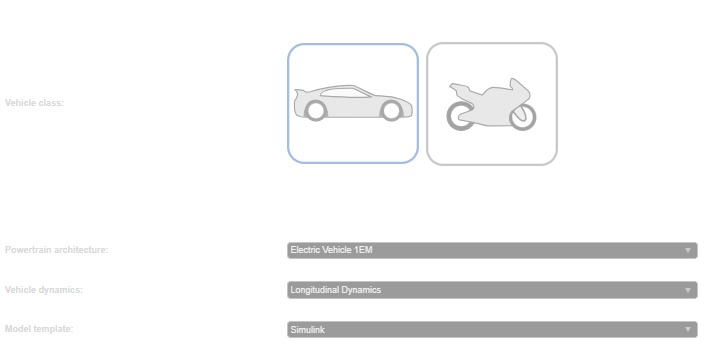 Vehicle class:
Powertrain architecture: Electric Vehicle 1EM
Vehicle dynamics: Longitudinal Dynamics
Model template: Simulink